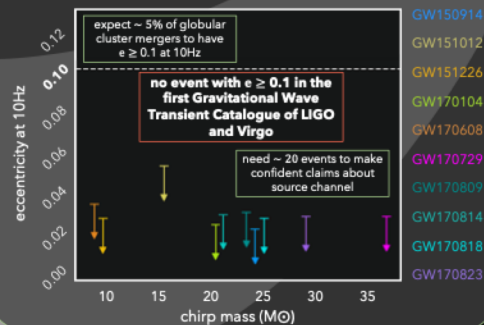 expect ~ 5% of globular
cluster mergers to have
e ≥ 0.1 at 10Hz
no event with e ≥ 0.1 in the
first Gravitational Wave
Transient Catalogue of LIGO
and Virgo
need ~ 20 events to make
confident claims about
source channel
eccentricity at 10Hz
0.12
0.10
0.08
0.06
0.04
0.02
0.00
10 15 20 25 30 35
chirp mass (M⊙)
GW150914
GW151012
GW151226
GW170104
GW170608
GW170729
GW170809
GW170814
GW170818
GW170823